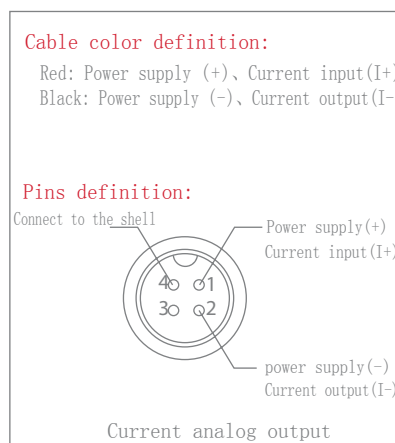 Cable color definition:
Red: Power supply (+)、Current input(I+)
Black: Power supply (-)、Current output(I-
Pins definition:
Connect to the shell
Power supply(+)
Current input(I+)
4 1
3 2
power supply(-)
Current output(I-)
Current analog output